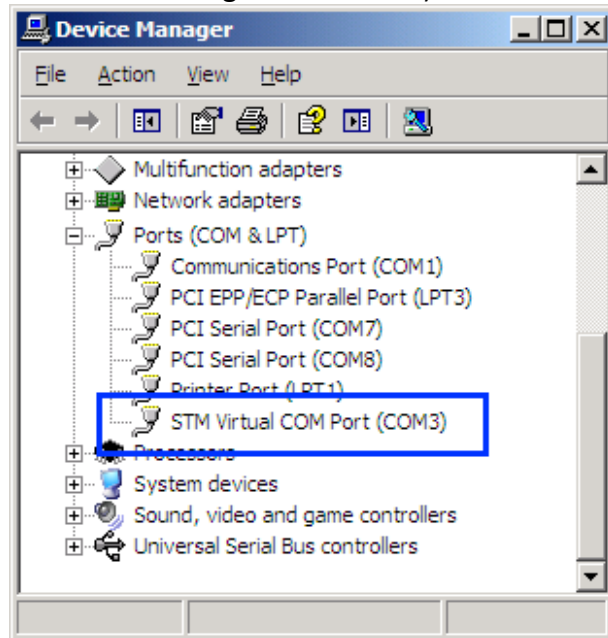 Device Manager
File Action View Help
Multifunction adapters
Network adapters
Ports (COM & LPT)
Communications Port (COM1)
PCI EPP/ECP Parallel Port (LPT3)
PCI Serial Port (COM7)
PCI Serial Port (COM8)
Printer Port (LPT1)
STM Virtual COM Port (COM3)
Processors
System devices
Sound, video and game controllers
Universal Serial Bus controllers